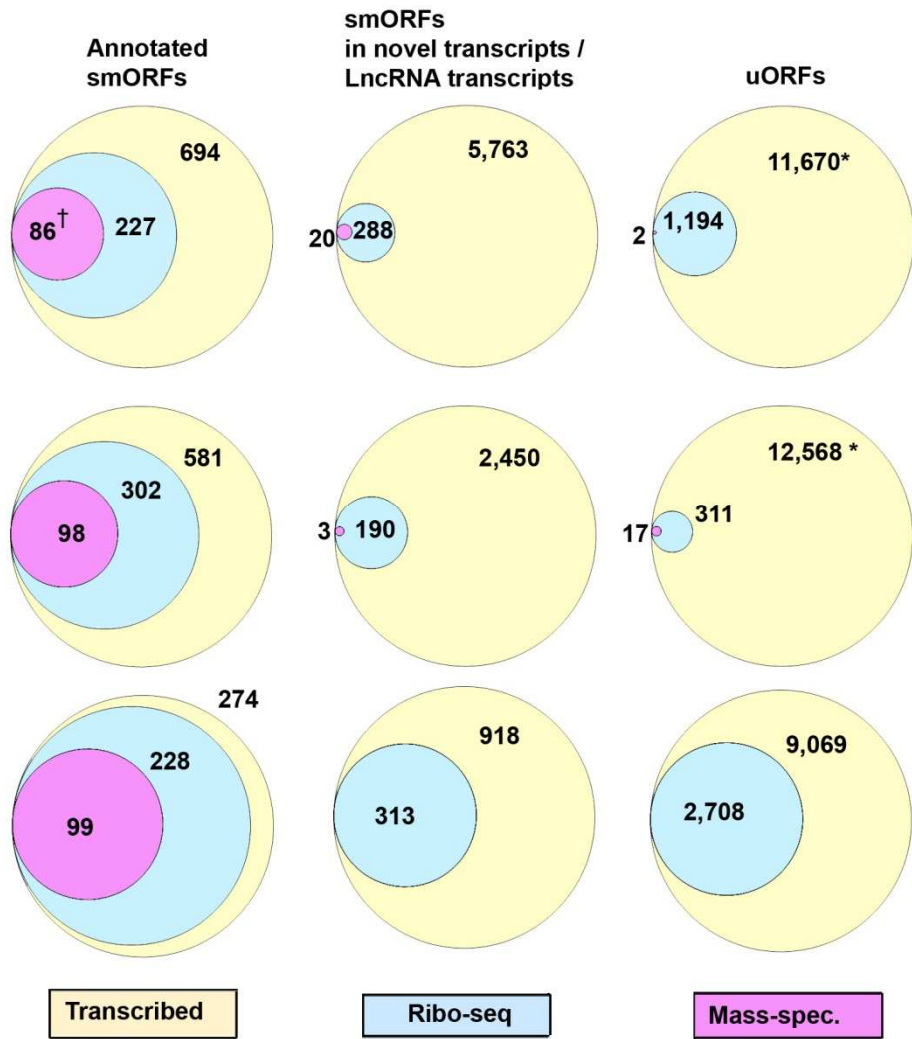 Annotated
smORFs
smORFs
in novel transcripts /
LncRNA transcripts
uORFs
694
227
86†
5,763
288
20
11,670*
1,194
2
581
302
98
2,450
190
3
12,568 *
311
17
274
228
99
918
313
9,069
2,708
Transcribed
Ribo-seq
Mass-spec.